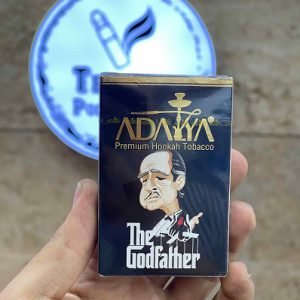 ADALYA
Premium Hookah Tobacco
The
Godfather